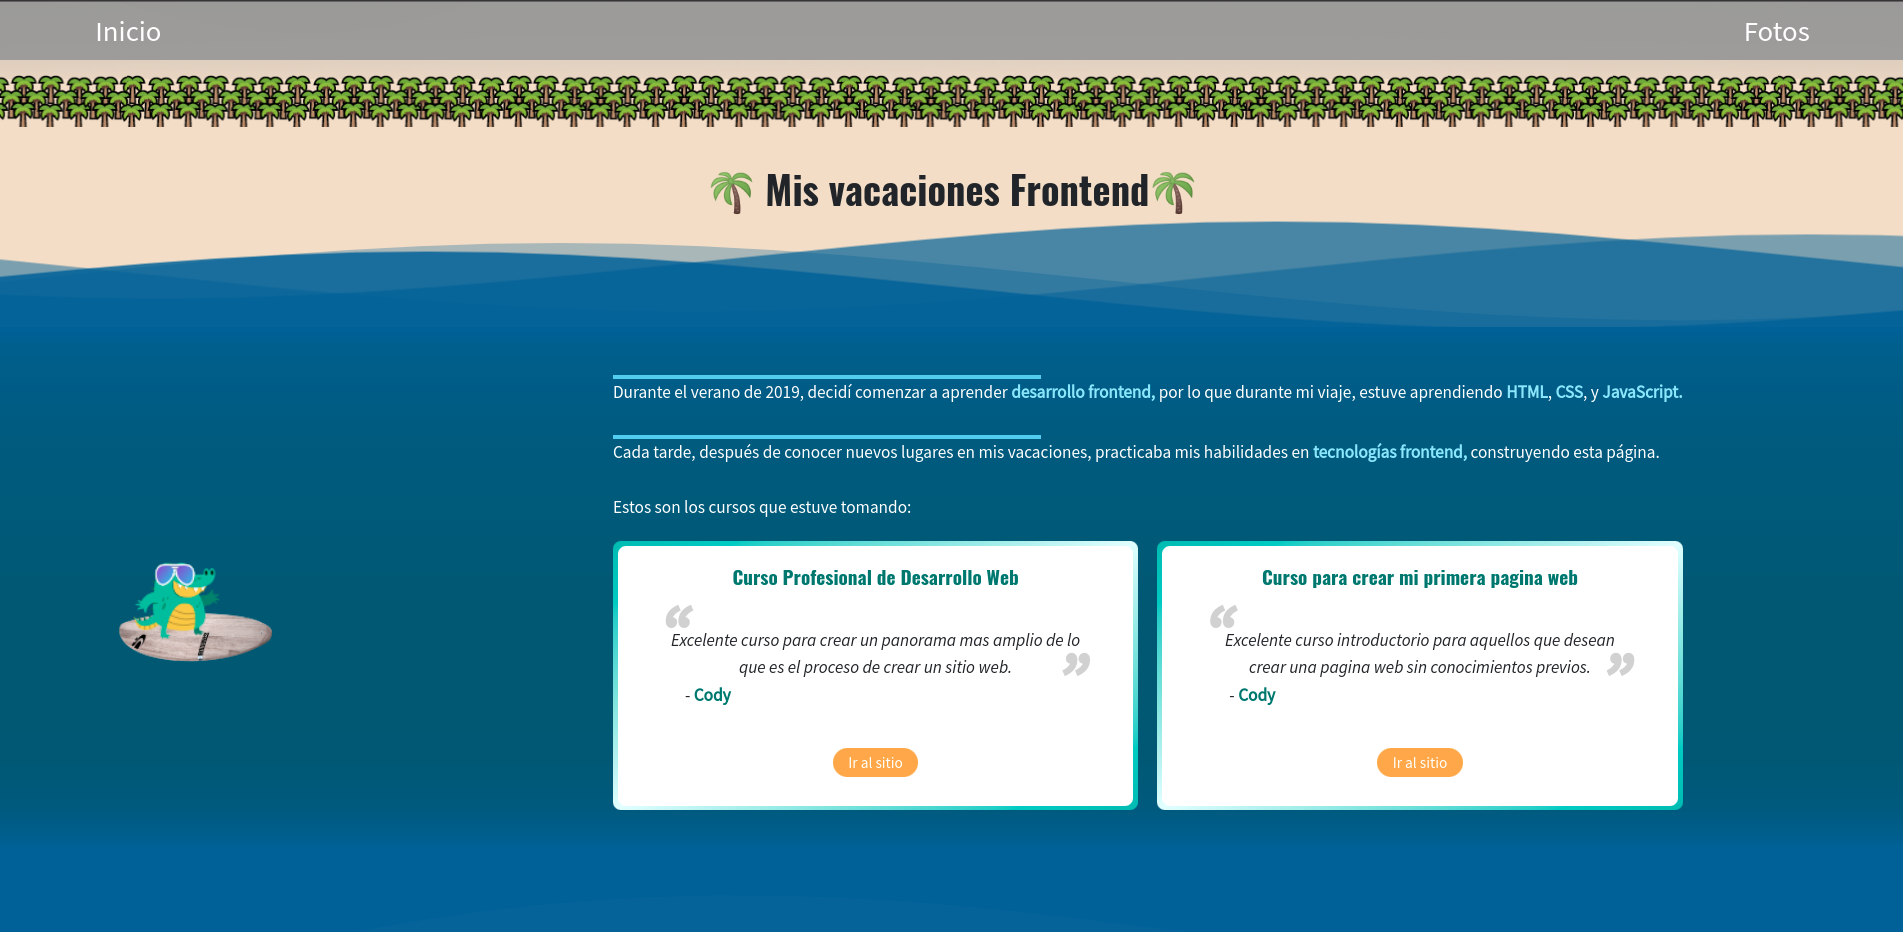 Inicio
Fotos
🌴 Mis vacaciones Frontend🌴
Durante el verano de 2019, decidí comenzar a aprender desarrollo frontend, por lo que durante mi viaje, estuve aprendiendo HTML, CSS, y JavaScript.
Cada tarde, después de conocer nuevos lugares en mis vacaciones, practicaba mis habilidades en tecnologías frontend, construyendo esta página.
Estos son los cursos que estuve tomando:
Curso Profesional de Desarrollo Web
“
Excelente curso para crear un panorama mas amplio de lo
que es el proceso de crear un sitio web.
”
- Cody
Ir al sitio
Curso para crear mi primera pagina web
“
Excelente curso introductorio para aquellos que desean
crear una pagina web sin conocimientos previos.
”
- Cody
Ir al sitio